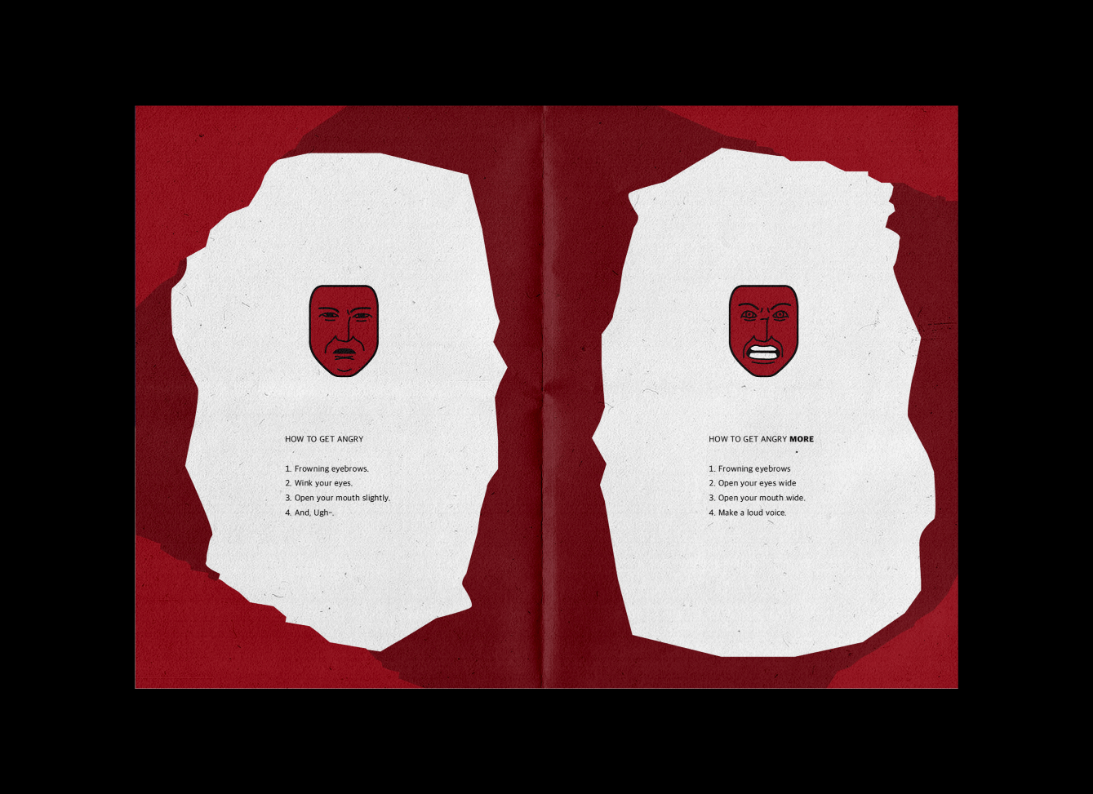 HOW TO GET ANGRY
1. Frowning eyebrows.
2. Wink your eyes.
3. Open your mouth slightly.
4. And, Ugh~.
HOW TO GET ANGRY MORE
1. Frowning eyebrows
2. Open your eyes wide
3. Open your mouth wide.
4. Make a loud voice.